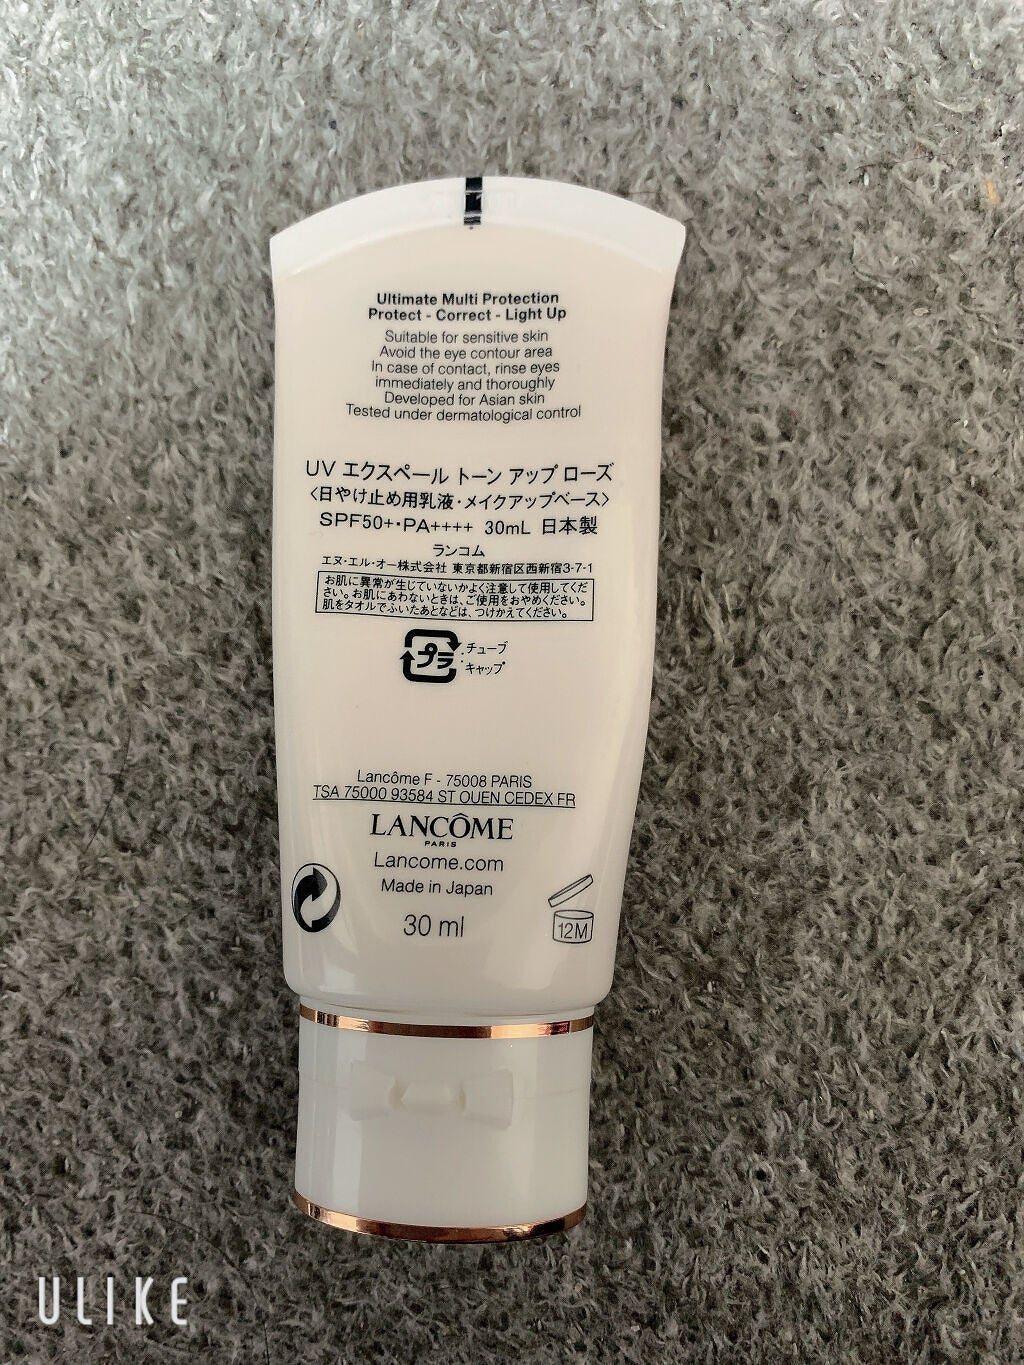 Ultimate Multi Protection
Protect - Correct - Light Up
Suitable for sensitive skin
Avoid the eye contour area
In case of contact, rinse eyes
immediately and thoroughly
Developed for Asian skin
Tested under dermatological control
UV エクスペール トーン アップ ローズ
〈日やけ止め用乳液・メイクアップベース〉
SPF50+・PA++++ 30mL 日本製
ランコム
エヌ・エル・オー株式会社 東京都新宿区西新宿3-7-1
お肌に異常が生じていないかよく注意して使用してくだ
さい。お肌にあわないときは、ご使用をおやめください。
肌をタオルでふいたあとなどは、つけかえてください。
プラ
:チューブ
:キャップ
Lancôme F - 75008 PARIS
TSA 75000 93584 ST OUEN CEDEX FR
LANCÔME
PARIS
Lancome.com
Made in Japan
30 ml
12M
ULIKE